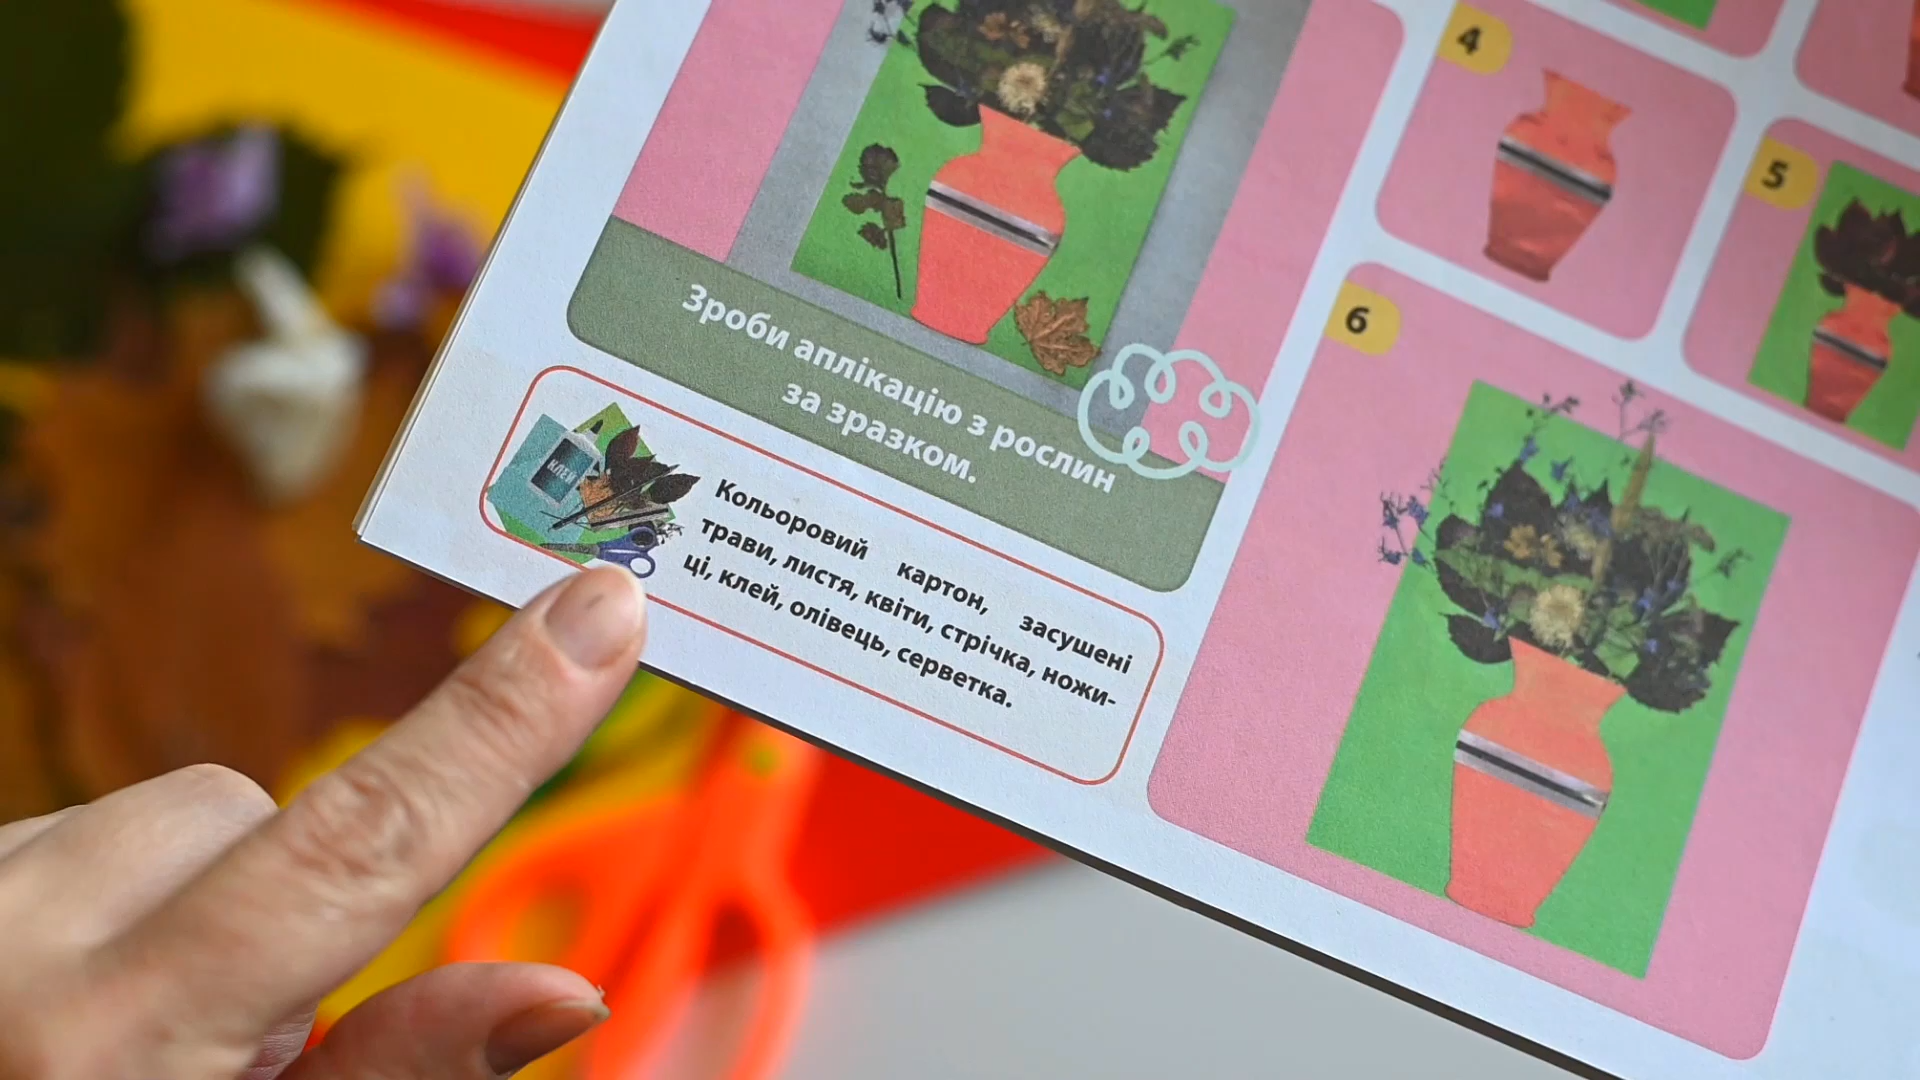 Зроби аплікацію з рослин
за зразком.
КЛЕЙ
Кольоровий картон, засушені
трави, листя, квіти, стрічка, ножи-
ці, клей, олівець, серветка.
4
5
6